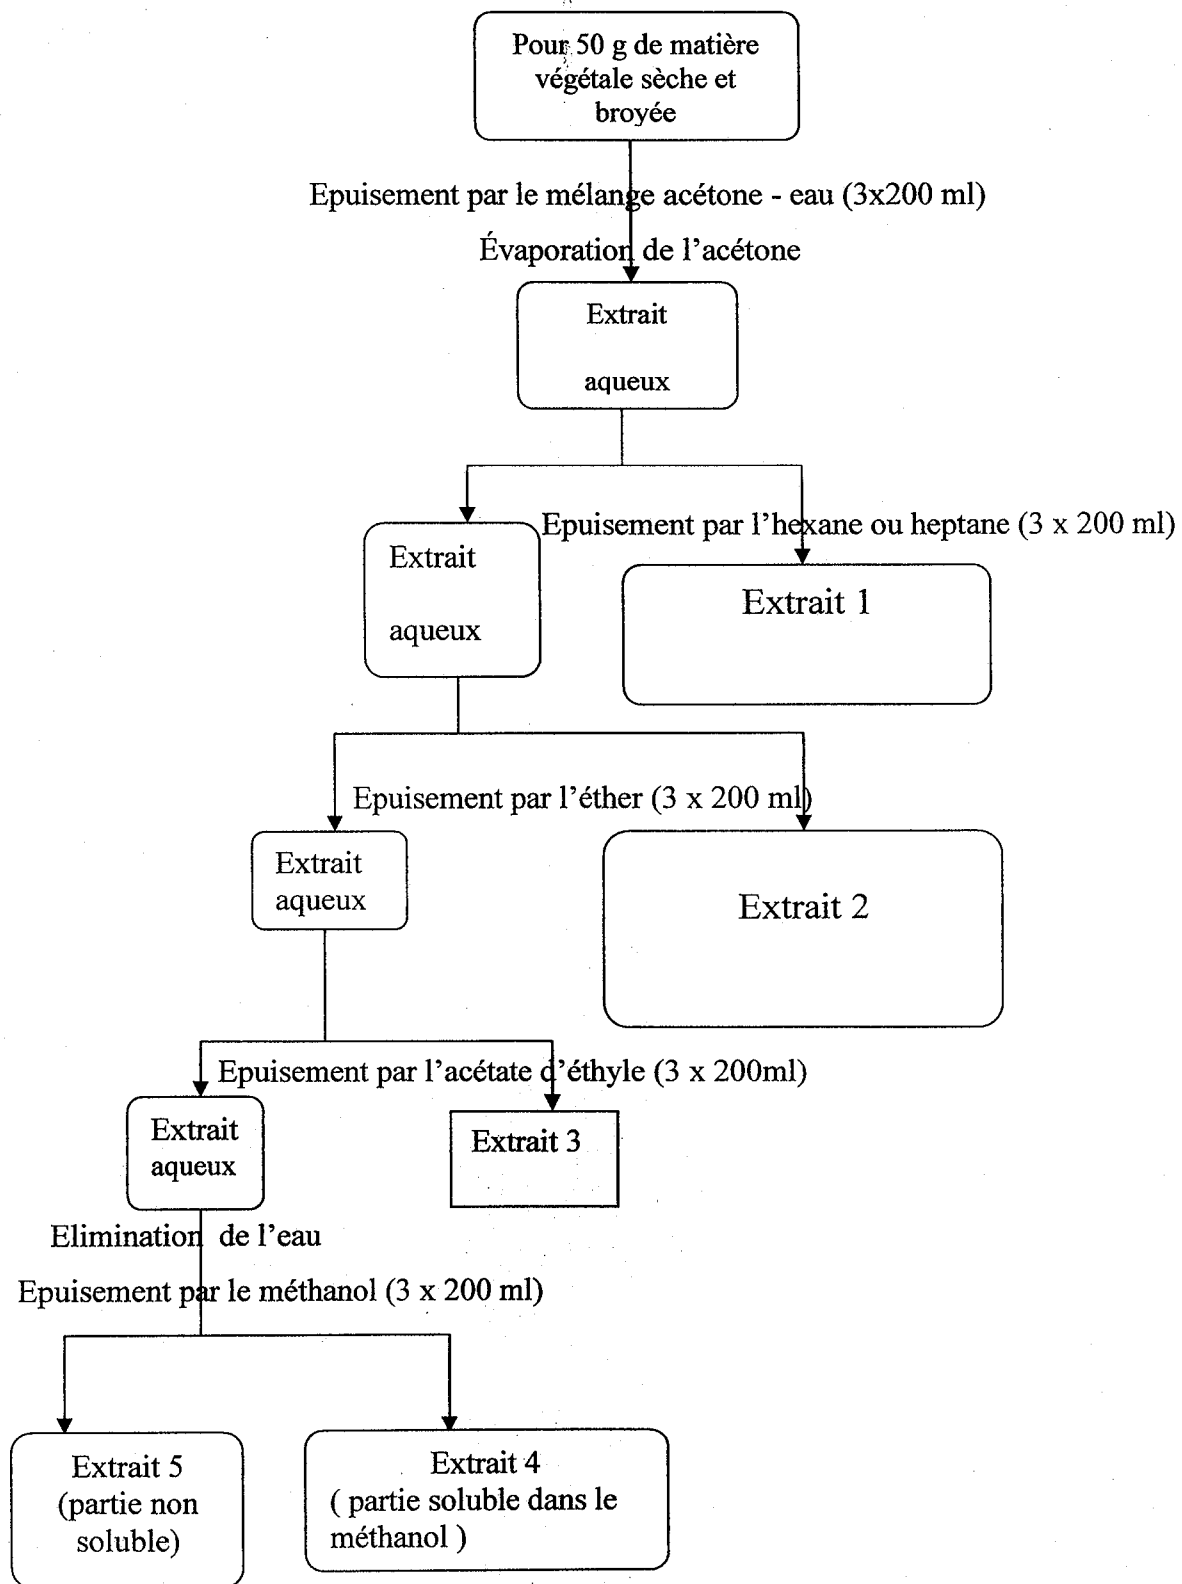 Pour 50 g de matière
végétale sèche et
broyée
Epuisement par le mélange acétone - eau (3x200 ml)
Évaporation de l'acétone
Extrait
aqueux
Epuisement par l'hexane ou heptane (3 x 200 ml)
Extrait
aqueux
Extrait 1
Epuisement par l'éther (3 x 200 ml)
Extrait
aqueux
Extrait 2
Epuisement par l'acétate d'éthyle (3 x 200ml)
Extrait
aqueux
Extrait 3
Elimination de l'eau
Epuisement par le méthanol (3 x 200 ml)
Extrait 5
(partie non
soluble)
Extrait 4
( partie soluble dans le
méthanol )